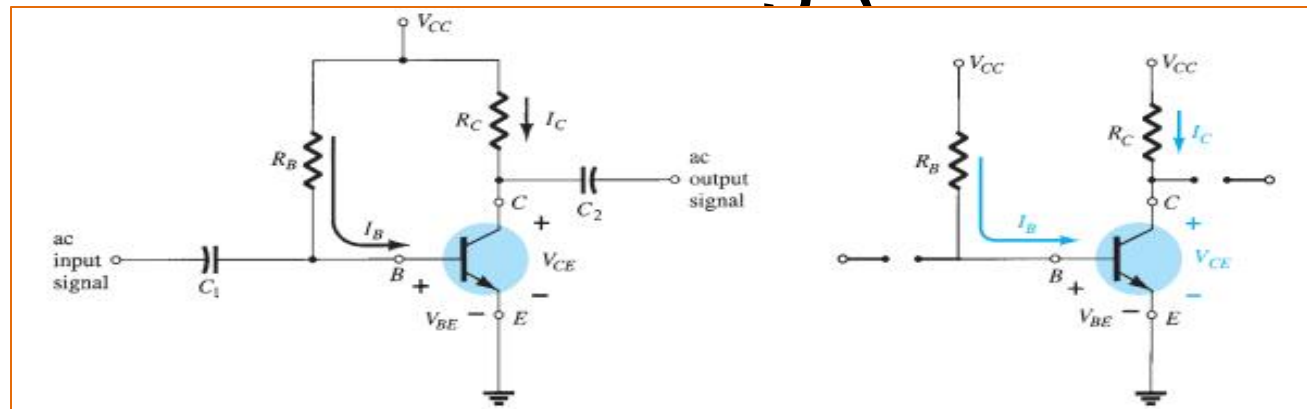 V_CC
R_C
I_C
R_B
ac
output
signal
C_2
C
+
I_B
V_CE
ac
input
signal
C_1
B
+
−
V_BE
−
E
V_CC
V_CC
R_C
I_C
R_B
C
+
I_B
V_CE
B
+
−
V_BE
−
E